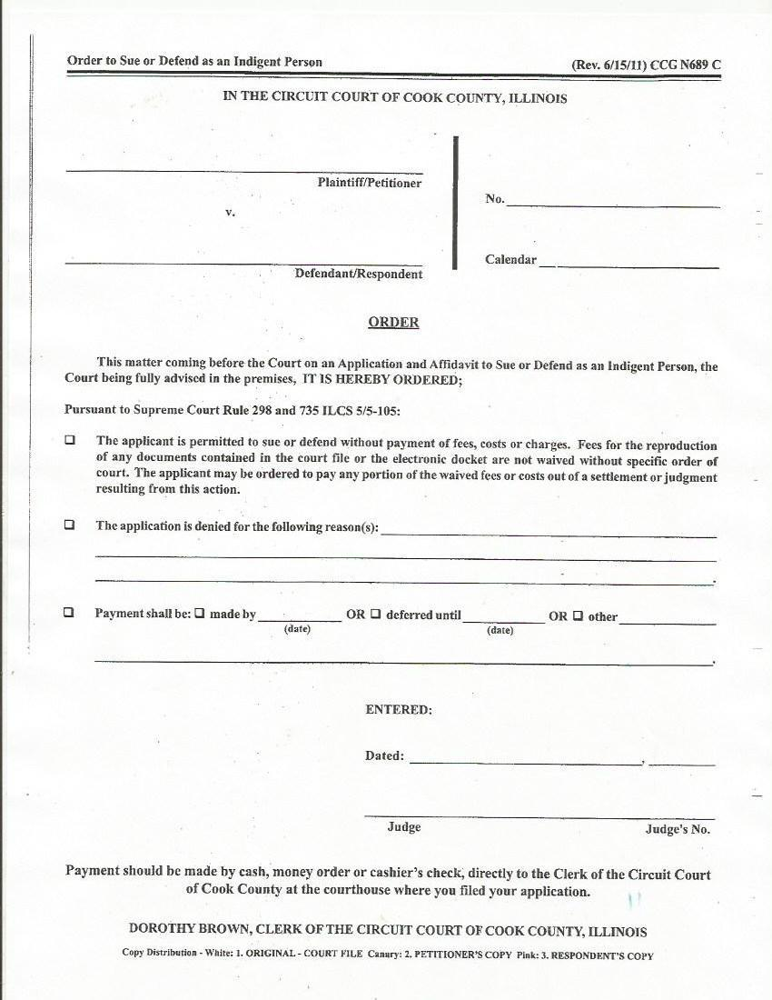 Order to Sue or Defend as an Indigent Person (Rev. 6/15/11) CCG N689 C
IN THE CIRCUIT COURT OF COOK COUNTY, ILLINOIS
Plaintiff/Petitioner
v.
No.
Calendar
Defendant/Respondent
ORDER
This matter coming before the Court on an Application and Affidavit to Sue or Defend as an Indigent Person, the
Court being fully advised in the premises, IT IS HEREBY ORDERED;
Pursuant to Supreme Court Rule 298 and 735 ILCS 5/5-105:
❑ The applicant is permitted to sue or defend without payment of fees, costs or charges. Fees for the reproduction
of any documents contained in the court file or the electronic docket are not waived without specific order of
court. The applicant may be ordered to pay any portion of the waived fees or costs out of a settlement or judgment
resulting from this action.
❑ The application is denied for the following reason(s): ____________________
____________________
____________________.
❑ Payment shall be: ❑ made by __________ OR ❑ deferred until __________ OR ❑ other __________
(date) (date)
____________________.
ENTERED:
Dated: ____________________, __________
Judge Judge's No.
Payment should be made by cash, money order or cashier's check, directly to the Clerk of the Circuit Court
of Cook County at the courthouse where you filed your application.
DOROTHY BROWN, CLERK OF THE CIRCUIT COURT OF COOK COUNTY, ILLINOIS
Copy Distribution - White: 1. ORIGINAL - COURT FILE Canary: 2. PETITIONER'S COPY Pink: 3. RESPONDENT'S COPY